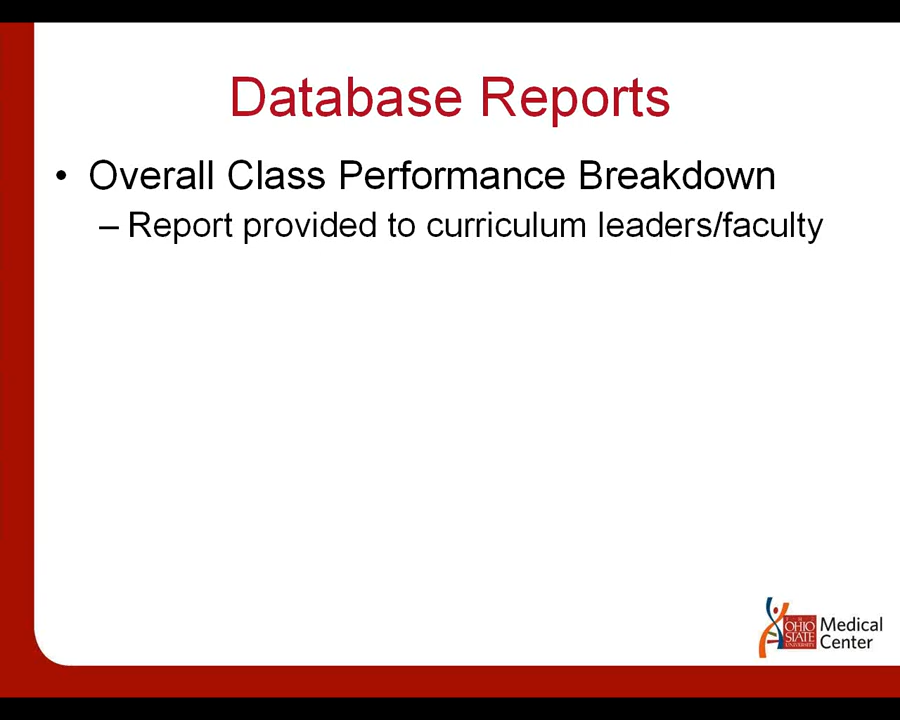 Database Reports
• Overall Class Performance Breakdown
– Report provided to curriculum leaders/faculty
OHIO
STATE
UNIVERSITY
Medical
Center